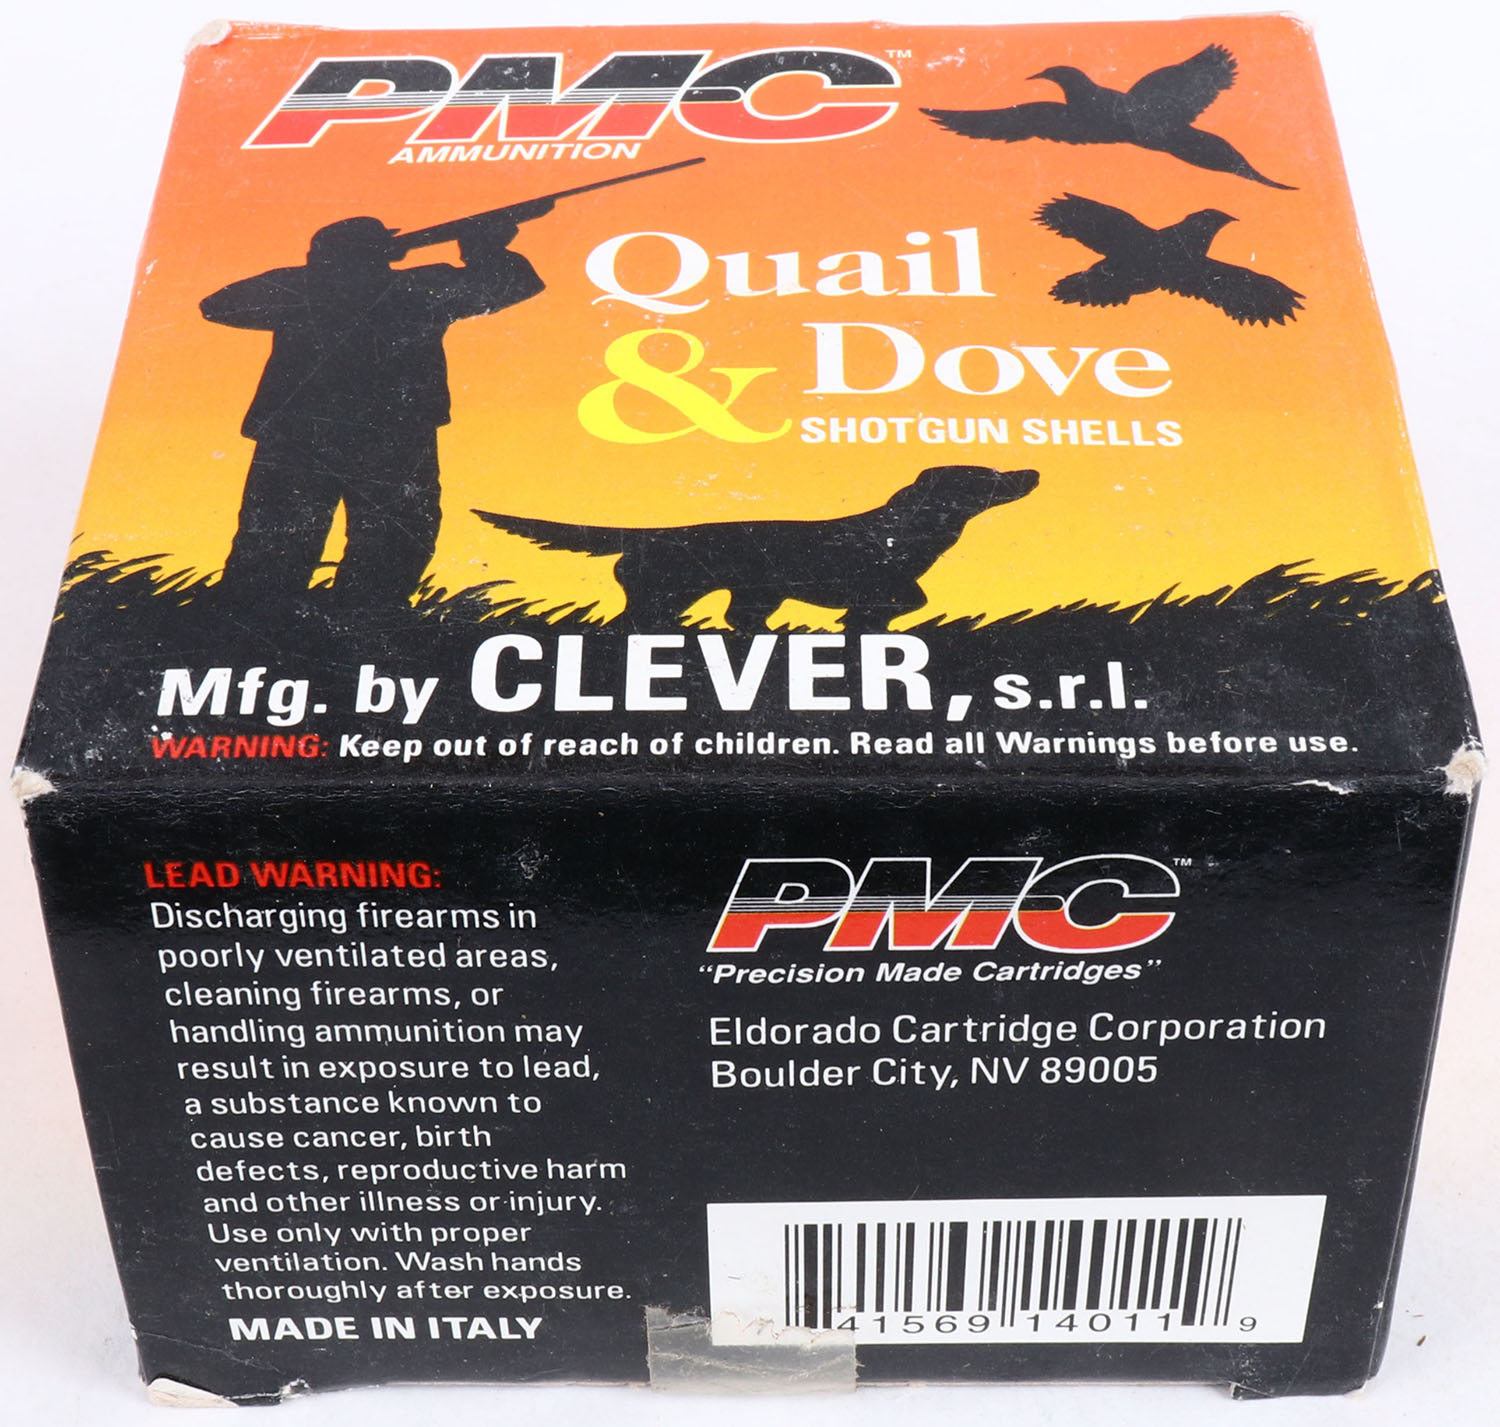 PMC™
AMMUNITION
Quail
& Dove
SHOTGUN SHELLS
Mfg. by CLEVER, s.r.l.
WARNING: Keep out of reach of children. Read all Warnings before use.
LEAD WARNING:
Discharging firearms in
poorly ventilated areas,
cleaning firearms, or
handling ammunition may
result in exposure to lead,
a substance known to
cause cancer, birth
defects, reproductive harm
and other illness or injury.
Use only with proper
ventilation. Wash hands
thoroughly after exposure.
MADE IN ITALY
PMC™
"Precision Made Cartridges"
Eldorado Cartridge Corporation
Boulder City, NV 89005
41569 14011 9